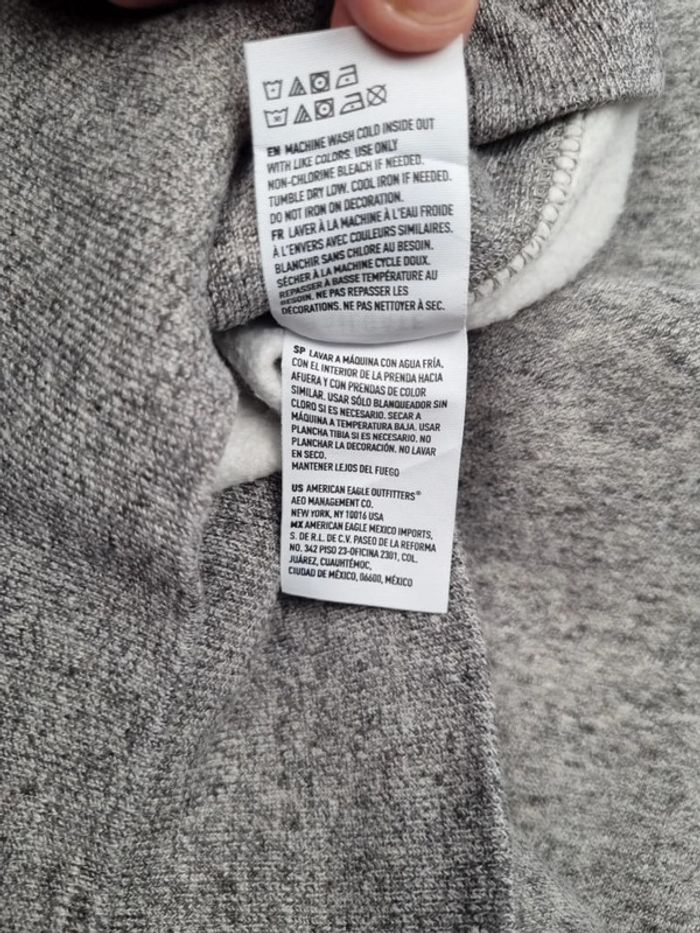 EN MACHINE WASH COLD INSIDE OUT
WITH LIKE COLORS. USE ONLY
NON-CHLORINE BLEACH IF NEEDED.
TUMBLE DRY LOW. COOL IRON IF NEEDED.
DO NOT IRON ON DECORATION.
FR LAVER À LA MACHINE À L'EAU FROIDE
À L'ENVERS AVEC COULEURS SIMILAIRES.
BLANCHIR SANS CHLORE AU BESOIN.
SÉCHER À LA MACHINE CYCLE DOUX.
REPASSER À BASSE TEMPÉRATURE AU
BESOIN. NE PAS REPASSER LES
DÉCORATIONS. NE PAS NETTOYER À SEC.
SP LAVAR A MÁQUINA CON AGUA FRÍA,
CON EL INTERIOR DE LA PRENDA HACIA
AFUERA Y CON PRENDAS DE COLOR
SIMILAR. USAR SÓLO BLANQUEADOR SIN
CLORO SI ES NECESARIO. SECAR A
MÁQUINA A TEMPERATURA BAJA. USAR
PLANCHA TIBIA SI ES NECESARIO. NO
PLANCHAR LA DECORACIÓN. NO LAVAR
EN SECO.
MANTENER LEJOS DEL FUEGO
US AMERICAN EAGLE OUTFITTERS®
AEO MANAGEMENT CO.
NEW YORK, NY 10016 USA
MX AMERICAN EAGLE MEXICO IMPORTS,
S. DE R.L. DE C.V. PASEO DE LA REFORMA
NO. 342 PISO 23-OFICINA 2301, COL.
JUÁREZ, CUAUHTÉMOC,
CIUDAD DE MÉXICO, 06600, MÉXICO